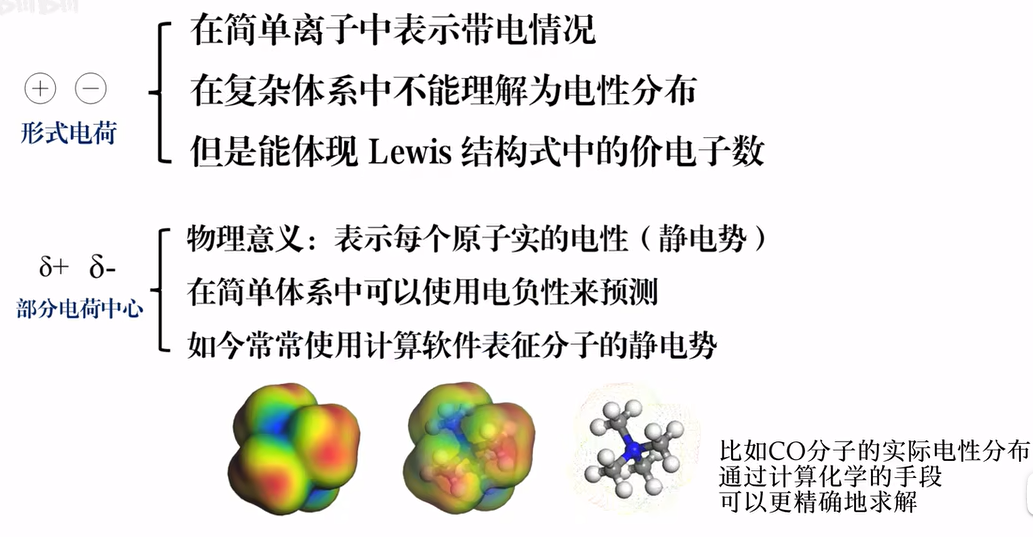 在简单离子中表示带电情况
⊕ ⊖
在复杂体系中不能理解为电性分布
形式电荷
但是能体现 Lewis 结构式中的价电子数
物理意义：表示每个原子实的电性（静电势）
δ+ δ-
在简单体系中可以使用电负性来预测
部分电荷中心
如今常常使用计算软件表征分子的静电势
比如CO分子的实际电性分布
通过计算化学的手段
可以更精确地求解